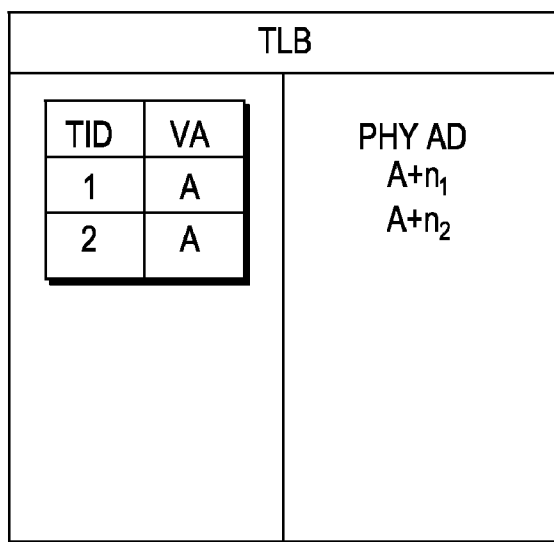 TLB
TID VA PHY AD
1 A A+n₁
2 A A+n₂